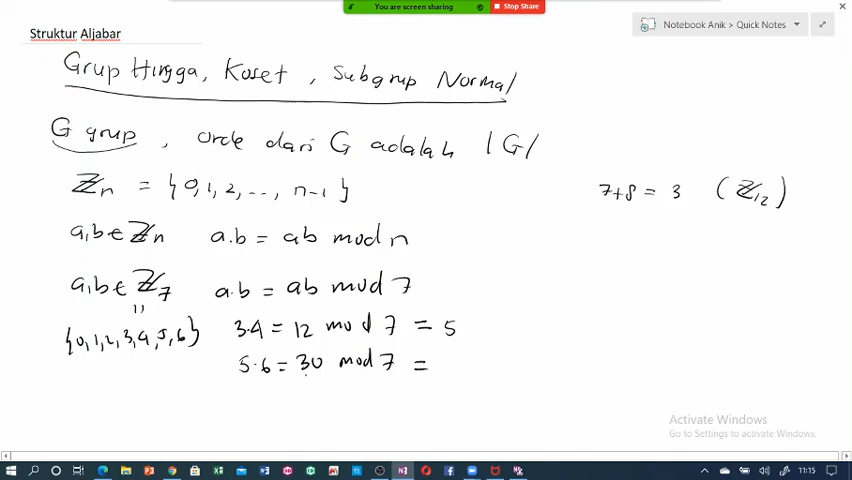 You are screen sharing Stop Share
Struktur Aljabar
Notebook Anik > Quick Notes
Grup Hingga, Koset, Subgrup Normal
G grup, Orde dari G adalah |G|
ℤn = {0,1,2,...,n-1}
7+8 = 3 (ℤ12)
a,b∈ℤn a.b = ab mod n
a,b∈ℤ7 a.b = ab mod 7
{0,1,2,3,4,5,6} 3.4 = 12 mod 7 = 5
5.6 = 30 mod 7 =
Activate Windows
Go to Settings to activate Windows.
11:15